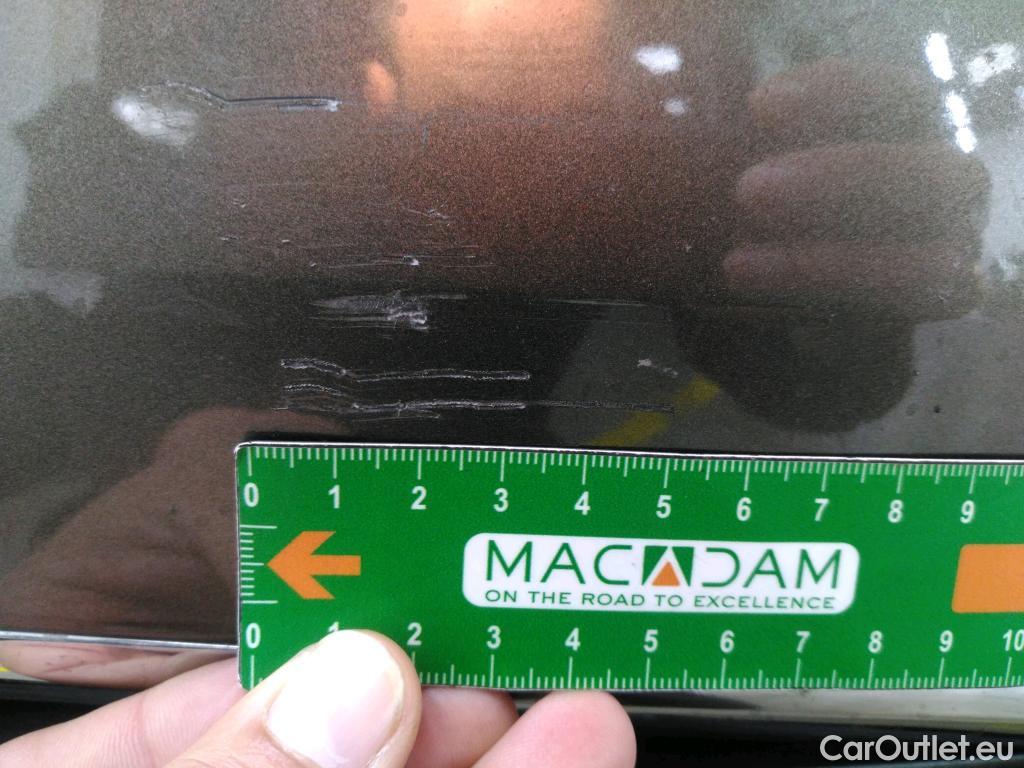 0 1 2 3 4 5 6 7 8 9
MACADAM
ON THE ROAD TO EXCELLENCE
0 1 2 3 4 5 6 7 8 9 10
CarOutlet.eu